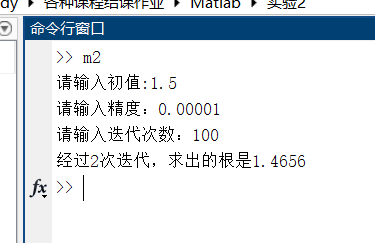 dy › 各种课程结课作业 › Matlab › 实验2
命令行窗口
>> m2
请输入初值:1.5
请输入精度：0.00001
请输入迭代次数：100
经过2次迭代，求出的根是1.4656
fx >>